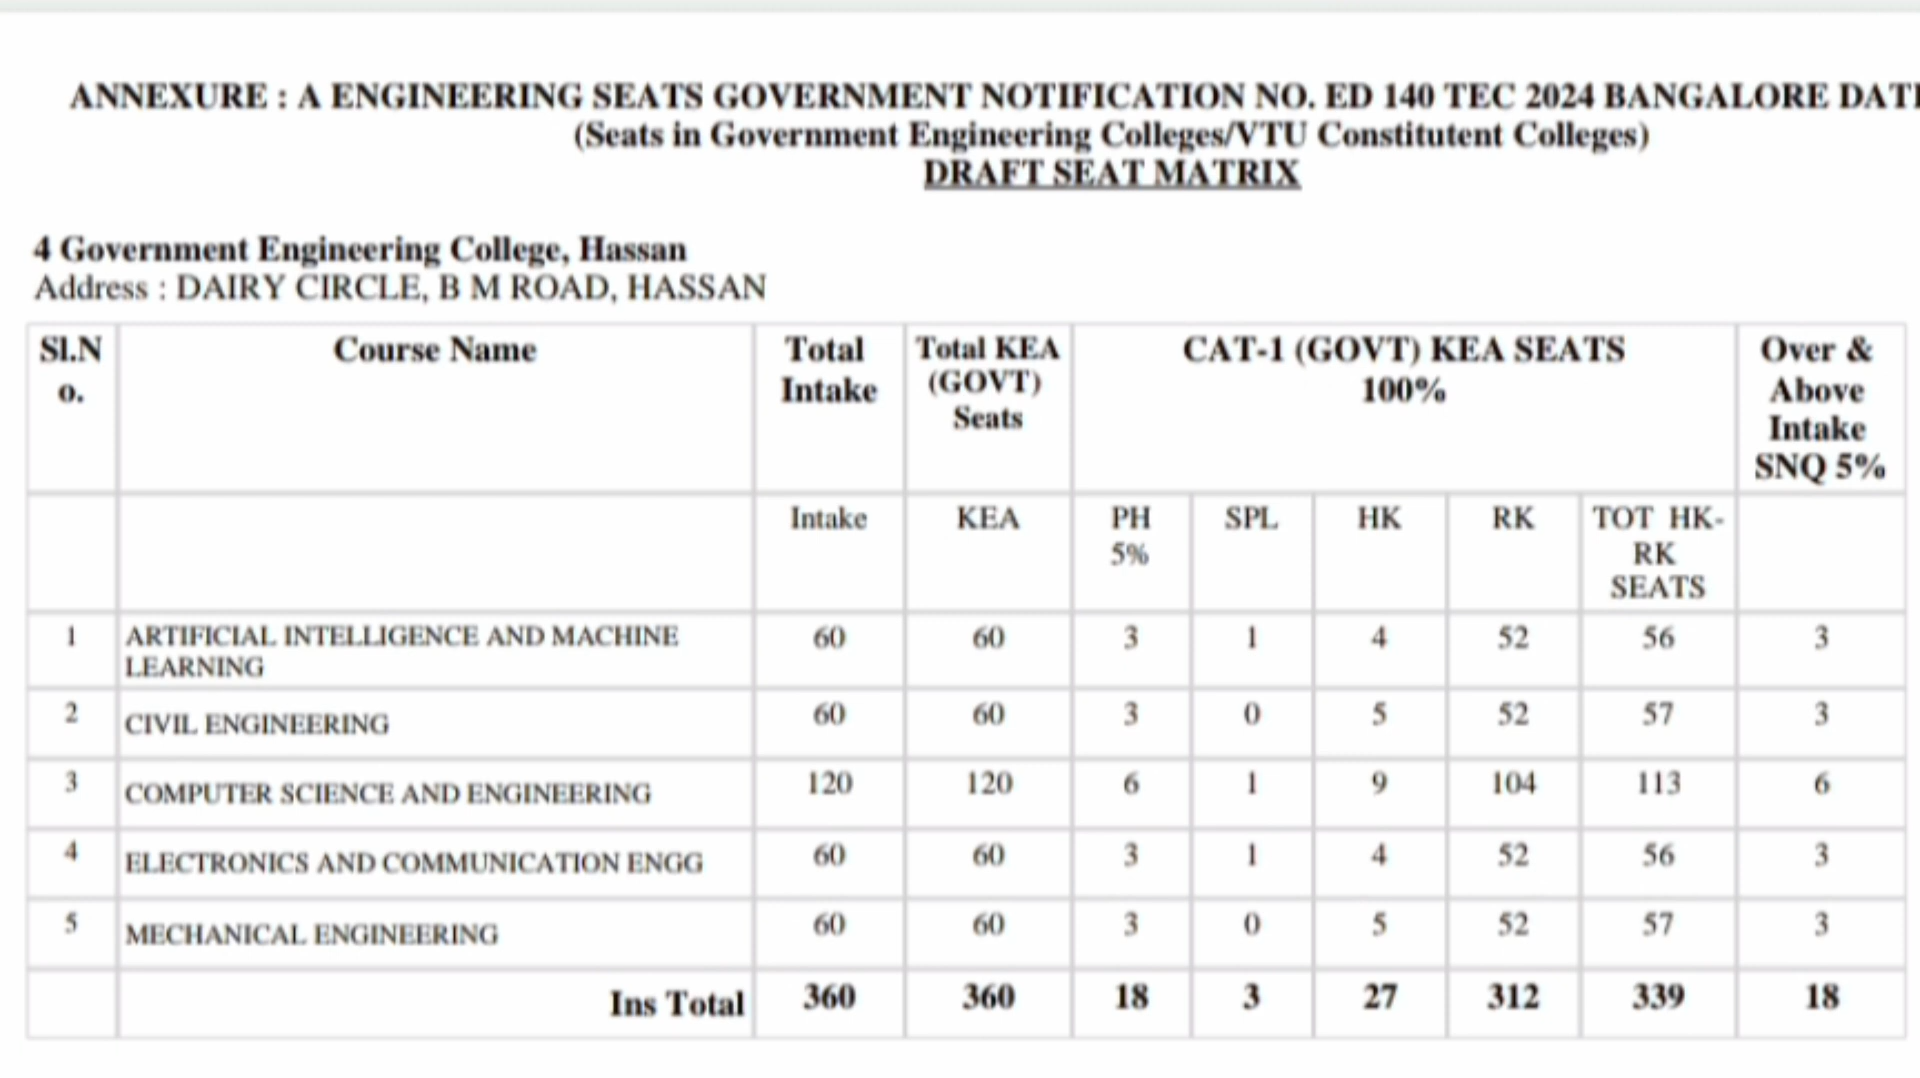 ANNEXURE : A ENGINEERING SEATS GOVERNMENT NOTIFICATION NO. ED 140 TEC 2024 BANGALORE
(Seats in Government Engineering Colleges/VTU Constitutent Colleges)
DRAFT SEAT MATRIX
4 Government Engineering College, Hassan
Address : DAIRY CIRCLE, B M ROAD, HASSAN
Sl.No. Course Name Total Intake Total KEA (GOVT) Seats CAT-1 (GOVT) KEA SEATS 100% Over & Above Intake SNQ 5%
Intake KEA PH 5% SPL HK RK TOT HK-RK SEATS
1 ARTIFICIAL INTELLIGENCE AND MACHINE LEARNING 60 60 3 1 4 52 56 3
2 CIVIL ENGINEERING 60 60 3 0 5 52 57 3
3 COMPUTER SCIENCE AND ENGINEERING 120 120 6 1 9 104 113 6
4 ELECTRONICS AND COMMUNICATION ENGG 60 60 3 1 4 52 56 3
5 MECHANICAL ENGINEERING 60 60 3 0 5 52 57 3
Ins Total 360 360 18 3 27 312 339 18